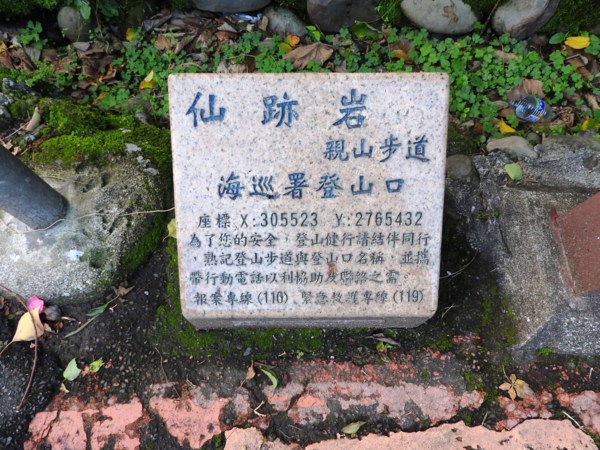 仙跡岩
親山步道
海巡署登山口
座標 X:305523 Y:2765432
為了您的安全，登山健行請結伴同行
，熟記登山步道與登山口名稱，並攜
帶行動電話以利協助及聯絡之需。
報案專線(110) 緊急救護專線(119)